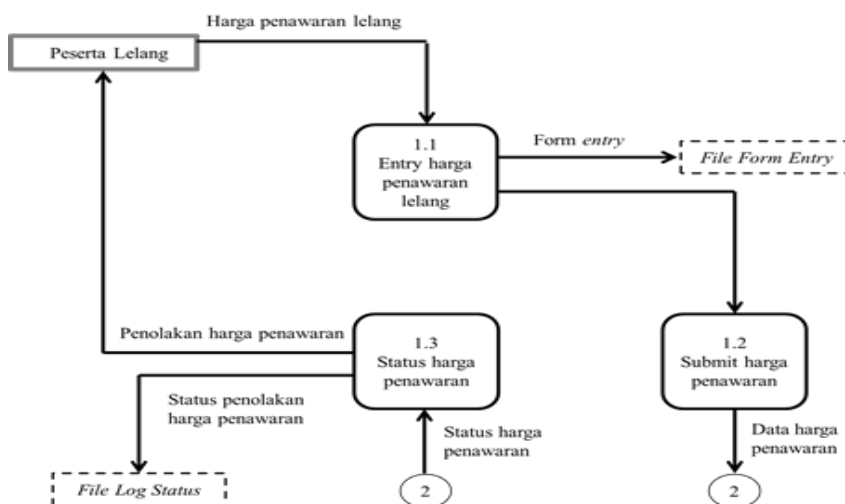 Harga penawaran lelang
Peserta Lelang
1.1
Entry harga
penawaran
lelang
Form entry
File Form Entry
Penolakan harga penawaran
1.3
Status harga
penawaran
1.2
Submit harga
penawaran
Status penolakan
harga penawaran
Status harga
penawaran
Data harga
penawaran
File Log Status
2
2